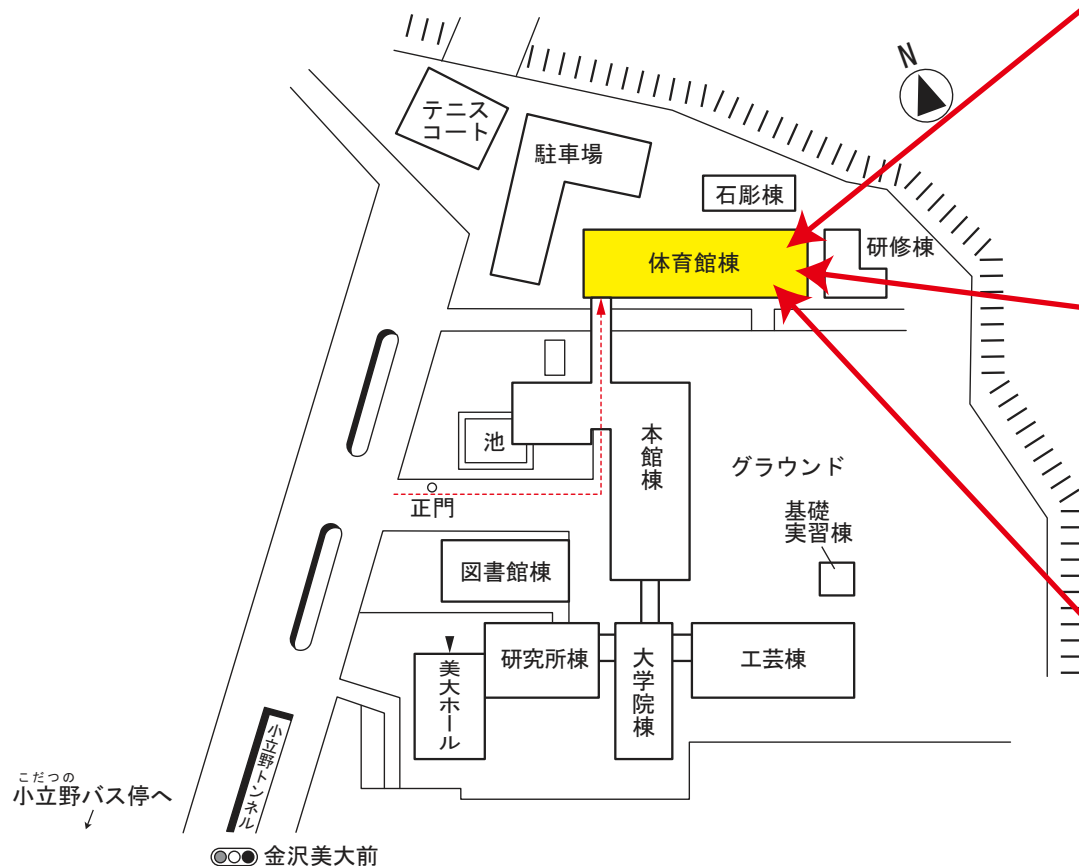 N
テニス
コート
駐車場
石彫棟
体育館棟
研修棟
池
本館棟
グラウンド
正門
基礎
実習棟
図書館棟
研究所棟
大学院棟
工芸棟
美大ホール
小立野トンネル
こだつの
小立野バス停へ
金沢美大前